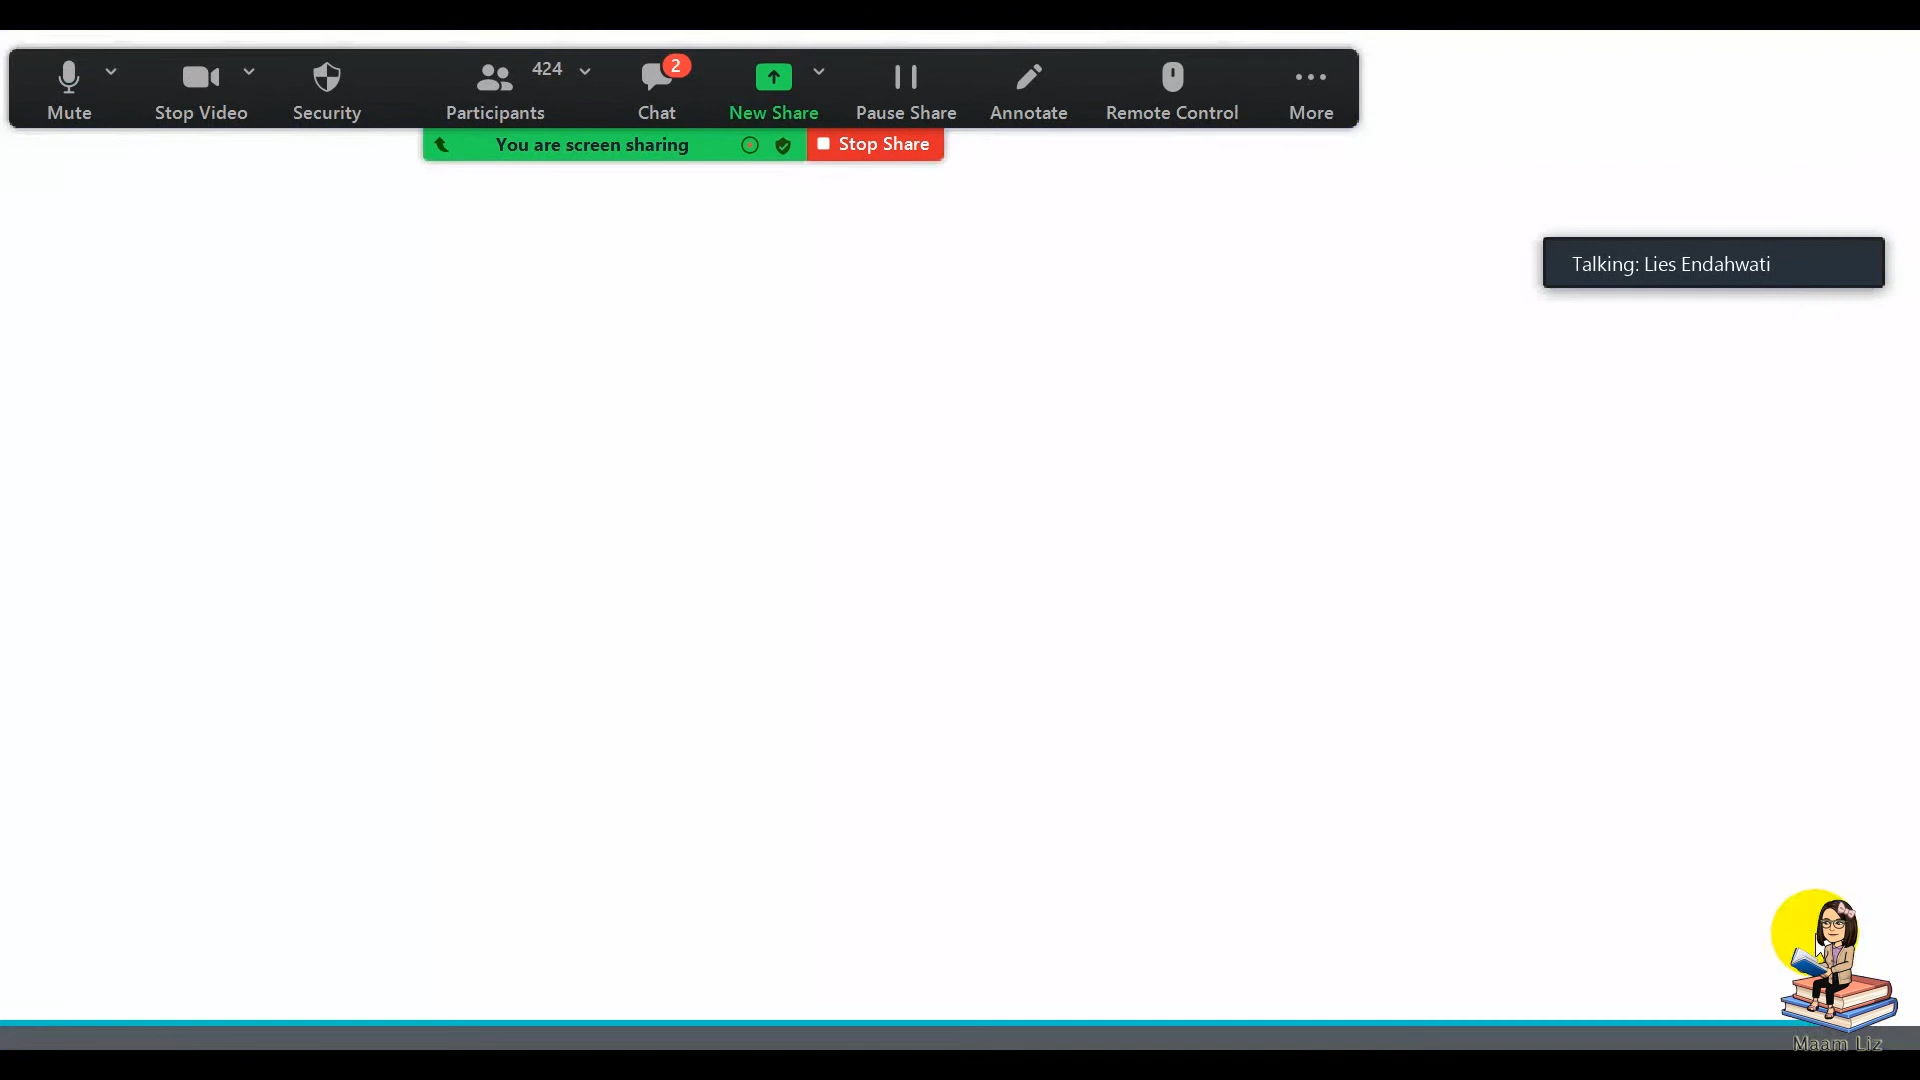 424
2
Mute
Stop Video
Security
Participants
Chat
New Share
Pause Share
Annotate
Remote Control
More
You are screen sharing
Stop Share
Talking: Lies Endahwati
Maam Liz